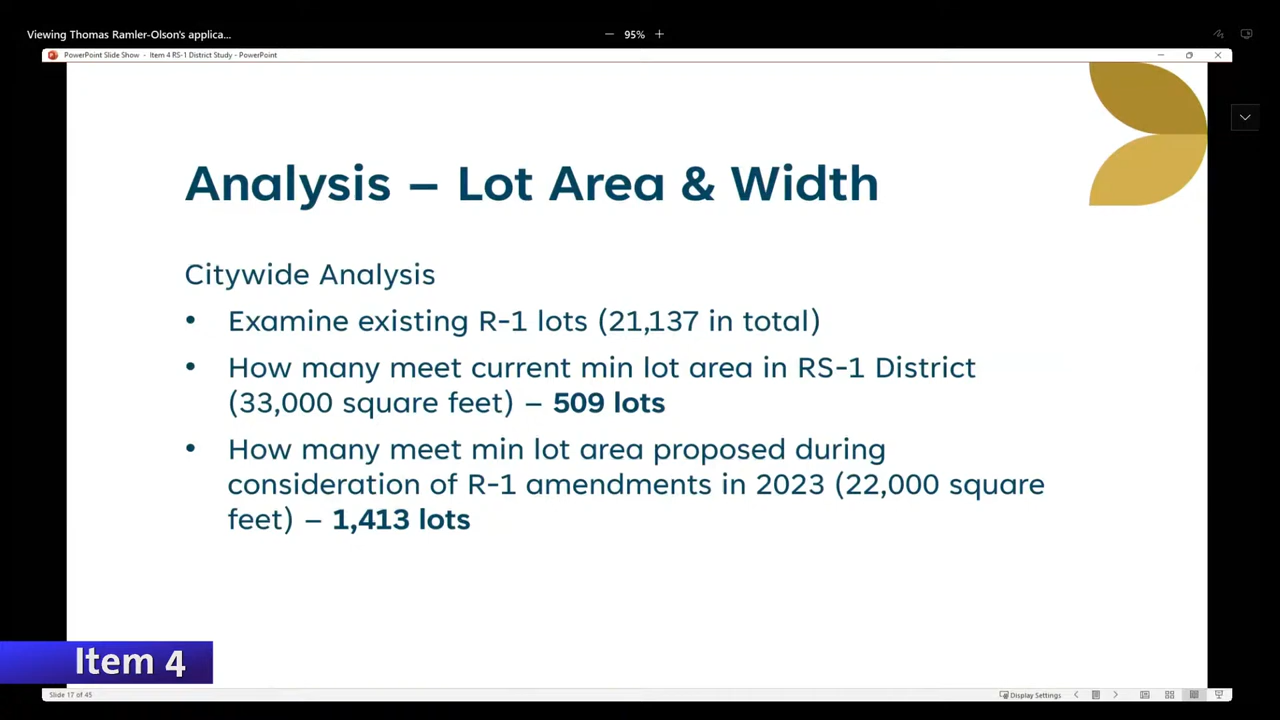 Viewing Thomas Ramler-Olson's applica...
95%
PowerPoint Slide Show - Item 4 RS-1 District Study - PowerPoint
Analysis – Lot Area & Width
Citywide Analysis
• Examine existing R-1 lots (21,137 in total)
• How many meet current min lot area in RS-1 District
(33,000 square feet) – 509 lots
• How many meet min lot area proposed during
consideration of R-1 amendments in 2023 (22,000 square
feet) – 1,413 lots
Item 4
Slide 17 of 45
Display Settings